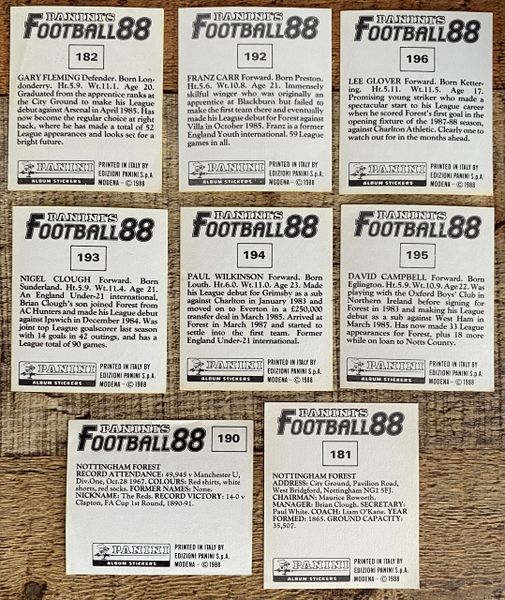 PANINI'S
FOOTBALL 88
182
GARY FLEMING Defender. Born Lon-
donderry. Ht.5.9. Wt.11.1. Age 20.
Graduated from the apprentice ranks at
the City Ground to make his League
debut against Arsenal in April 1985. Has
now become the regular choice at right
back, where he has made a total of 52
League appearances and looks set for a
bright future.
PANINI
ALBUM STICKERS
PRINTED IN ITALY BY
EDIZIONI PANINI S.p.A.
MODENA - © 1988
PANINI'S
FOOTBALL 88
192
FRANZ CARR Forward. Born Preston.
Ht.5.6. Wt.10.8. Age 21. Immensely
skilful winger who was originally an
apprentice at Blackburn but failed to
make the first team there and eventually
made his League debut for Forest against
Villa in October 1985. Franz is a former
England Youth international. 59 League
games in all.
PANINI
ALBUM STICKERS
PRINTED IN ITALY BY
EDIZIONI PANINI S.p.A.
MODENA - © 1988
PANINI'S
FOOTBALL 88
196
LEE GLOVER Forward. Born Ketter-
ing. Ht.5.11. Wt.11.5. Age 17.
Promising young striker who made a
spectacular start to his League career
when he scored Forest's first goal in the
opening fixture of the 1987-88 season,
against Charlton Athletic. Clearly one to
watch out for in the months ahead.
PANINI
ALBUM STICKERS
PRINTED IN ITALY BY
EDIZIONI PANINI S.p.A.
MODENA - © 1988
PANINI'S
FOOTBALL 88
193
NIGEL CLOUGH Forward. Born
Sunderland. Ht.5.9. Wt.11.4. Age 21.
An England Under-21 international,
Brian Clough's son joined Forest from
AC Hunters and made his League debut
against Ipswich in December 1984. Was
joint top League goalscorer last season
with 14 goals in 42 outings, and has a
League total of 90 games.
PANINI
ALBUM STICKERS
PRINTED IN ITALY BY
EDIZIONI PANINI S.p.A.
MODENA - © 1988
PANINI'S
FOOTBALL 88
194
PAUL WILKINSON Forward. Born
Louth. Ht.6.0. Wt.11.0. Age 23. Made
his League debut for Grimsby as a sub
against Charlton in January 1983 and
moved on to Everton in a £250,000
transfer deal in March 1985. Arrived at
Forest in March 1987 and started to
settle into the first team. Former
England Under-21 international.
PANINI
ALBUM STICKERS
PRINTED IN ITALY BY
EDIZIONI PANINI S.p.A.
MODENA - © 1988
PANINI'S
FOOTBALL 88
195
DAVID CAMPBELL Forward. Born
Eglington. Ht.5.9. Wt.10.9. Age 22. Was
playing with the Oxford Boys' Club in
Northern Ireland before signing for
Forest in 1983 and making his League
debut as a sub against West Ham in
March 1985. Has now made 33 League
appearances for Forest, plus 18 more
while on loan to Notts County.
PANINI
ALBUM STICKERS
PRINTED IN ITALY BY
EDIZIONI PANINI S.p.A.
MODENA - © 1988
PANINI'S
FOOTBALL 88
190
NOTTINGHAM FOREST
RECORD ATTENDANCE: 49,945 v Manchester U,
Div.One, Oct.28 1967. COLOURS: Red shirts, white
shorts, red socks. FORMER NAMES: None.
NICKNAME: The Reds. RECORD VICTORY: 14-0 v
Clapton, FA Cup 1st Round, 1890-91.
PANINI
ALBUM STICKERS
PRINTED IN ITALY BY
EDIZIONI PANINI S.p.A.
MODENA - © 1988
PANINI'S
FOOTBALL 88
181
NOTTINGHAM FOREST
ADDRESS: City Ground, Pavilion Road,
West Bridgford, Nottingham NG2 5FJ.
CHAIRMAN: Maurice Roworth.
MANAGER: Brian Clough. SECRETARY:
Paul White. COACH: Liam O'Kane. YEAR
FORMED: 1865. GROUND CAPACITY:
35,507.
PANINI
ALBUM STICKERS
PRINTED IN ITALY BY
EDIZIONI PANINI S.p.A.
MODENA - © 1988